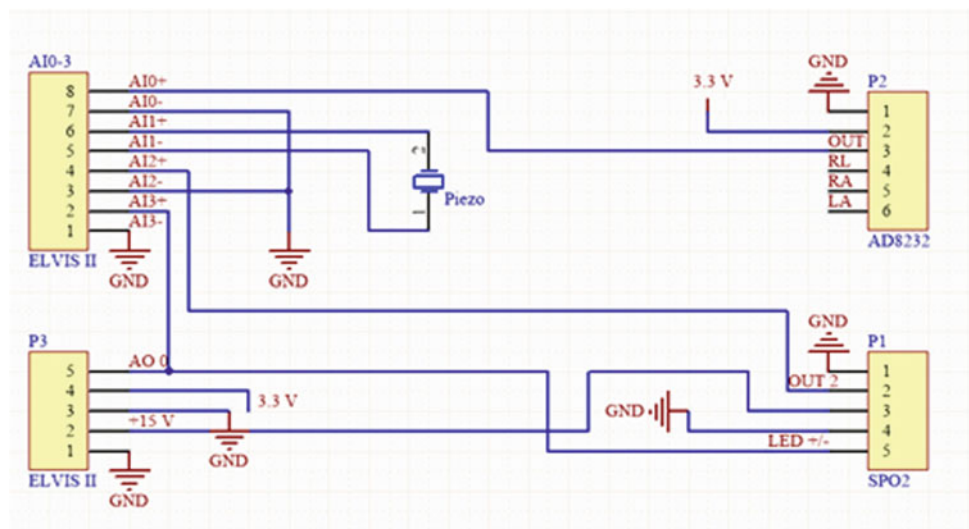 AI0-3
8
7
6
5
4
3
2
1
AI0+
AI0-
AI1+
AI1-
AI2+
AI2-
AI3+
AI3-
ELVIS II
GND
GND
2
1
Piezo
3.3 V
GND
P2
1
2
3
4
5
6
OUT
RL
RA
LA
AD8232
P3
5
4
3
2
1
AO 0
+15 V
3.3 V
GND
GND
ELVIS II
GND
GND
P1
1
2
3
4
5
OUT 2
LED +/-
SPO2